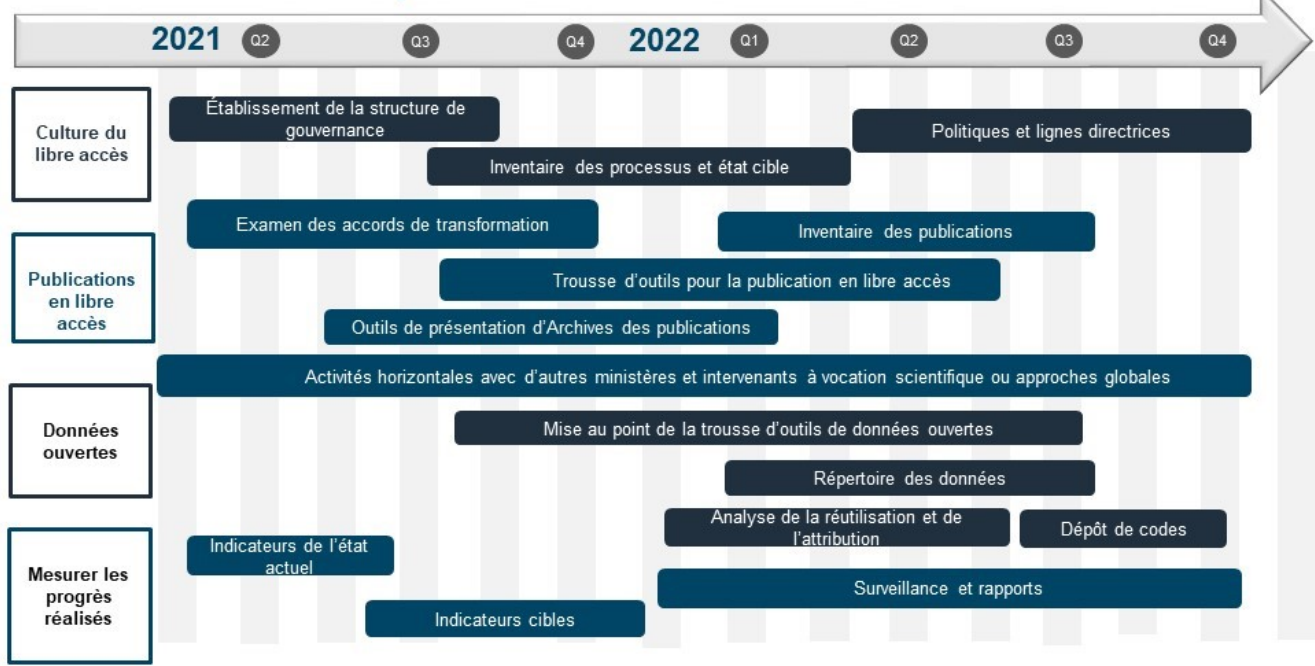 2021 Q2 Q3 Q4 2022 Q1 Q2 Q3 Q4
Culture du
libre accès
Établissement de la structure de
gouvernance
Politiques et lignes directrices
Inventaire des processus et état cible
Publications
en libre
accès
Examen des accords de transformation
Inventaire des publications
Trousse d'outils pour la publication en libre accès
Outils de présentation d'Archives des publications
Activités horizontales avec d'autres ministères et intervenants à vocation scientifique ou approches globales
Données
ouvertes
Mise au point de la trousse d'outils de données ouvertes
Répertoire des données
Analyse de la réutilisation et de
l'attribution
Dépôt de codes
Mesurer les
progrès
réalisés
Indicateurs de l'état
actuel
Surveillance et rapports
Indicateurs cibles